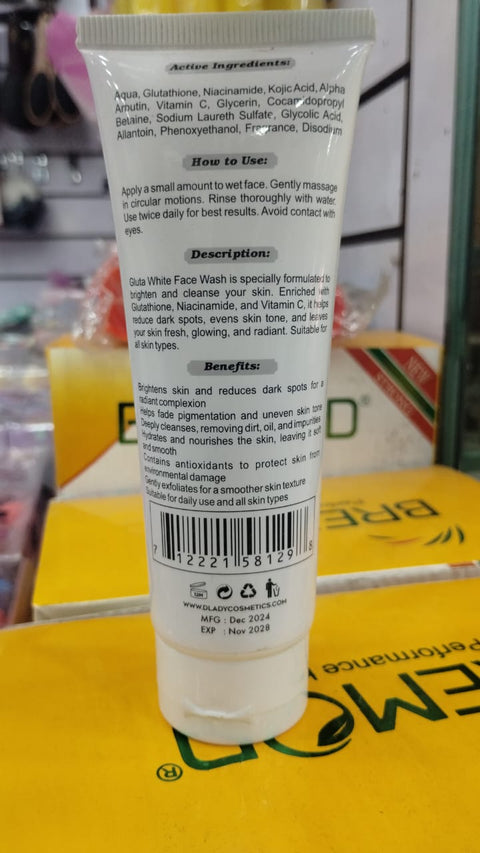 Active Ingredients:
Aqua, Glutathione, Niacinamide, Kojic Acid, Alpha
Arbutin, Vitamin C, Glycerin, Cocamidopropyl
Betaine, Sodium Laureth Sulfate, Glycolic Acid,
Allantoin, Phenoxyethanol, Fragrance, Disodium
How to Use:
Apply a small amount to wet face. Gently massage
in circular motions. Rinse thoroughly with water.
Use twice daily for best results. Avoid contact with
eyes.
Description:
Gluta White Face Wash is specially formulated to
brighten and cleanse your skin. Enriched with
Glutathione, Niacinamide, and Vitamin C, it helps
reduce dark spots, evens skin tone, and leaves
your skin fresh, glowing, and radiant. Suitable for
all skin types.
Benefits:
Brightens skin and reduces dark spots for a
radiant complexion
Helps fade pigmentation and uneven skin tone
Deeply cleanses, removing dirt, oil, and impurities
Hydrates and nourishes the skin, leaving it soft
and smooth
Contains antioxidants to protect skin from
environmental damage
Gently exfoliates for a smoother skin texture
Suitable for daily use and all skin types
7 12221 58129 8
12M
WWW.DLADYCOSMETICS.COM
MFG : Dec 2024
EXP : Nov 2028
NEW
BRE
Performance
REMOD
®